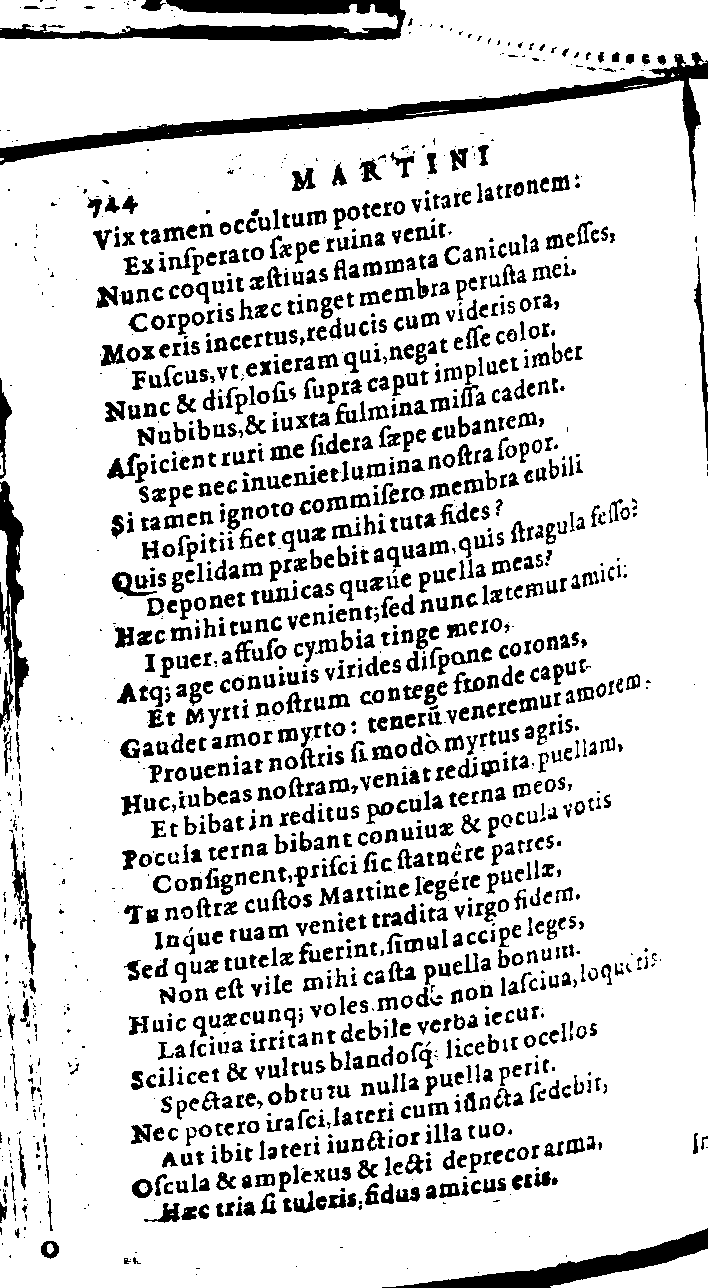 744
MARTINI
Vix tamen occultum potero vitare latronem:
Ex insperato sæpe ruina venit.
Nunc coquit æstiuas flammata Canicula messes,
Corporis hæc tinget membra perusta mei.
Mox eris incertus, reducis cum videris ora,
Fuscus, vt exieram qui, negat esse color.
Nunc & displosis supra caput impluet imber
Nubibus, & iuxta fulmina missa cadent.
Aspicient ruri me sidera sæpe cubantem,
Sæpe nec inueniet lumina nostra sopor.
Si tamen ignoto commisero membra cubili
Hospitii fiet quæ mihi tuta fides?
Quis gelidam præbebit aquam, quis stragula fesso?
Deponet tunicas quæue puella meas?
Hæc mihi tunc venient; sed nunc lætemur amici:
I puer, affuso cymbia tinge mero,
Atq; age conuiuis virides dispone coronas,
Et Myrti nostrum contege fronde caput.
Gaudet amor myrto: tenerū veneremur amorem.
Proueniat nostris si modò myrtus agris.
Huc, iubeas nostram, veniat redimita puellam,
Et bibat in reditus pocula terna meos,
Pocula terna bibant conuiuæ & pocula votis
Consignent, prisci sic statuêre patres.
Tu nostræ custos Martine legére puellæ,
Inque tuam veniet tradita virgo fidem.
Sed quæ tutelæ fuerint, simul accipe leges,
Non est vile mihi casta puella bonum.
Huic quæcunq; voles modò non lasciua, loquêris
Lasciua irritant debile verba iecur.
Scilicet & vultus blandosq; licebit ocellos
Spectare, obtutu nulla puella perit.
Nec potero irasci, lateri cum iūncta sedebit,
Aut ibit lateri iunctior illa tuo.
Oscula & amplexus & lecti deprecor arma,
Hæc tria si tuleris, fidus amicus eris.